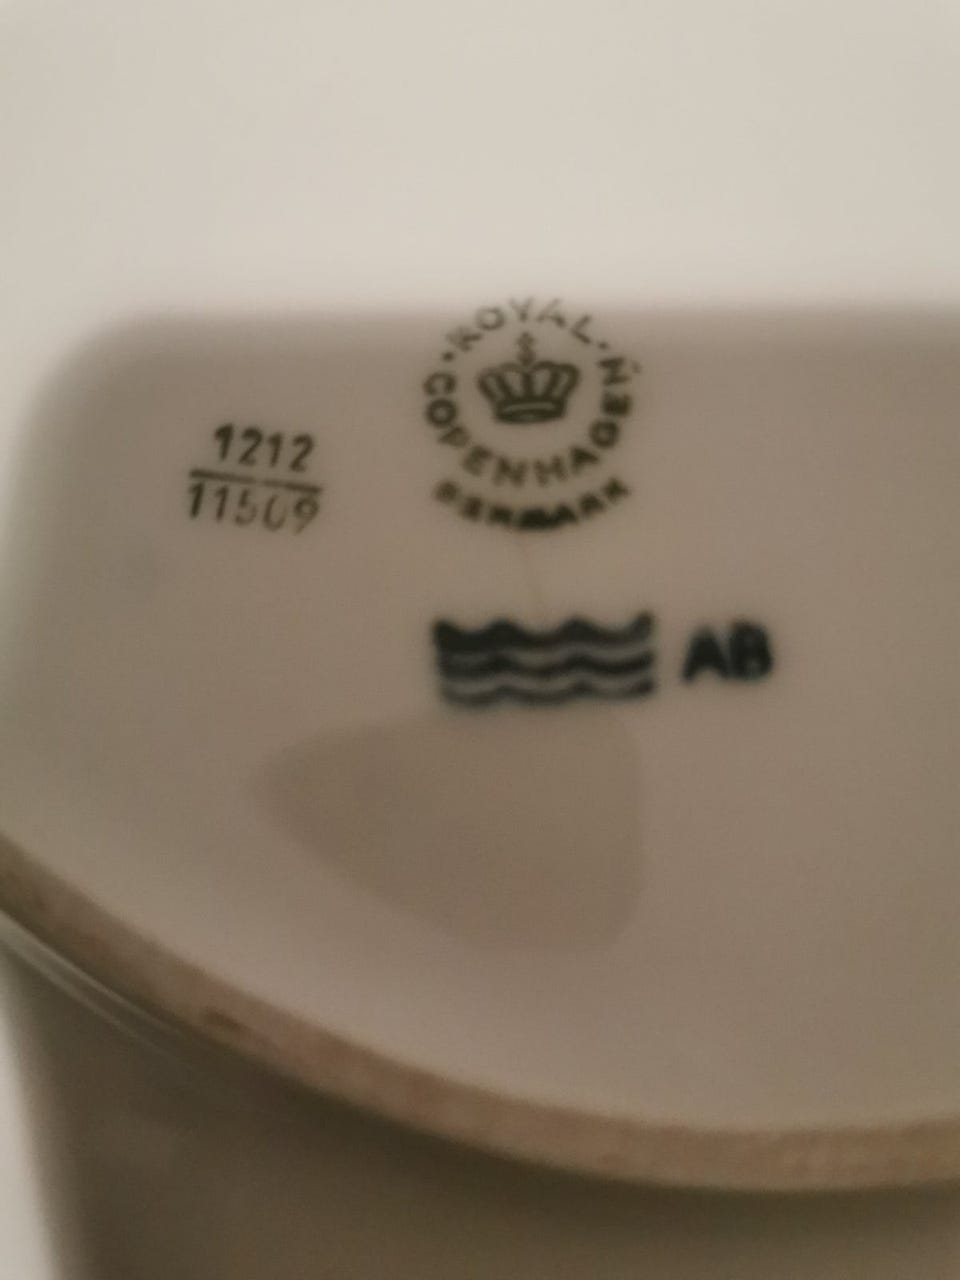 ROYAL
COPENHAGEN
DENMARK
1212
11509
AB